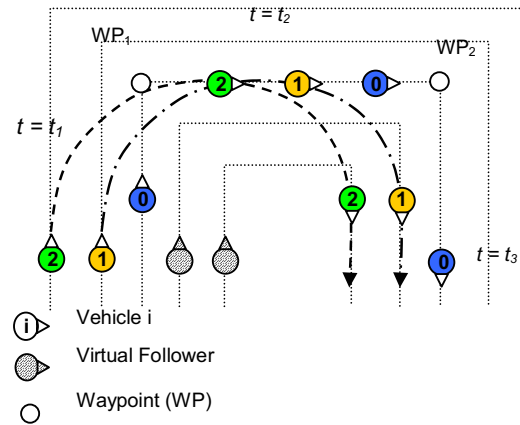 t = t2
WP1
WP2
2 1 0
t = t1
0 2 1
2 1 0 t = t3
i Vehicle i
Virtual Follower
Waypoint (WP)